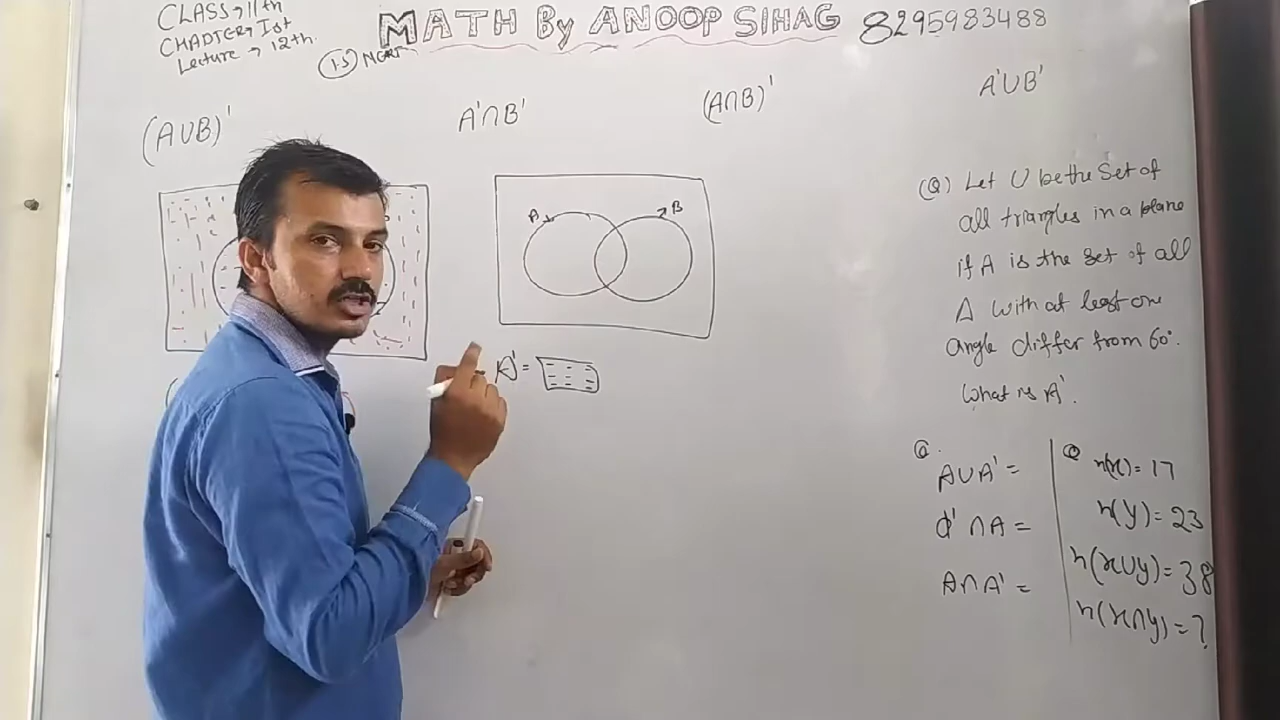 CLASS → 11th
CHAPTER → Ist
Lecture → 12th.
MATH By ANOOP SIHAG 8295983488
1.5 NCRT
(A∪B)'
A'∩B'
(A∩B)'
A'∪B'
A
B
A' =
(Q) Let U be the Set of
all triangles in a plane
if A is the set of all
Δ with at least one
angle differ from 60°.
What is A'.
Q.
A∪A' =
ϕ' ∩ A =
A∩A' =
Q n(x) = 17
n(y) = 23
n(x∪y) = 38
n(x∩y) = ?